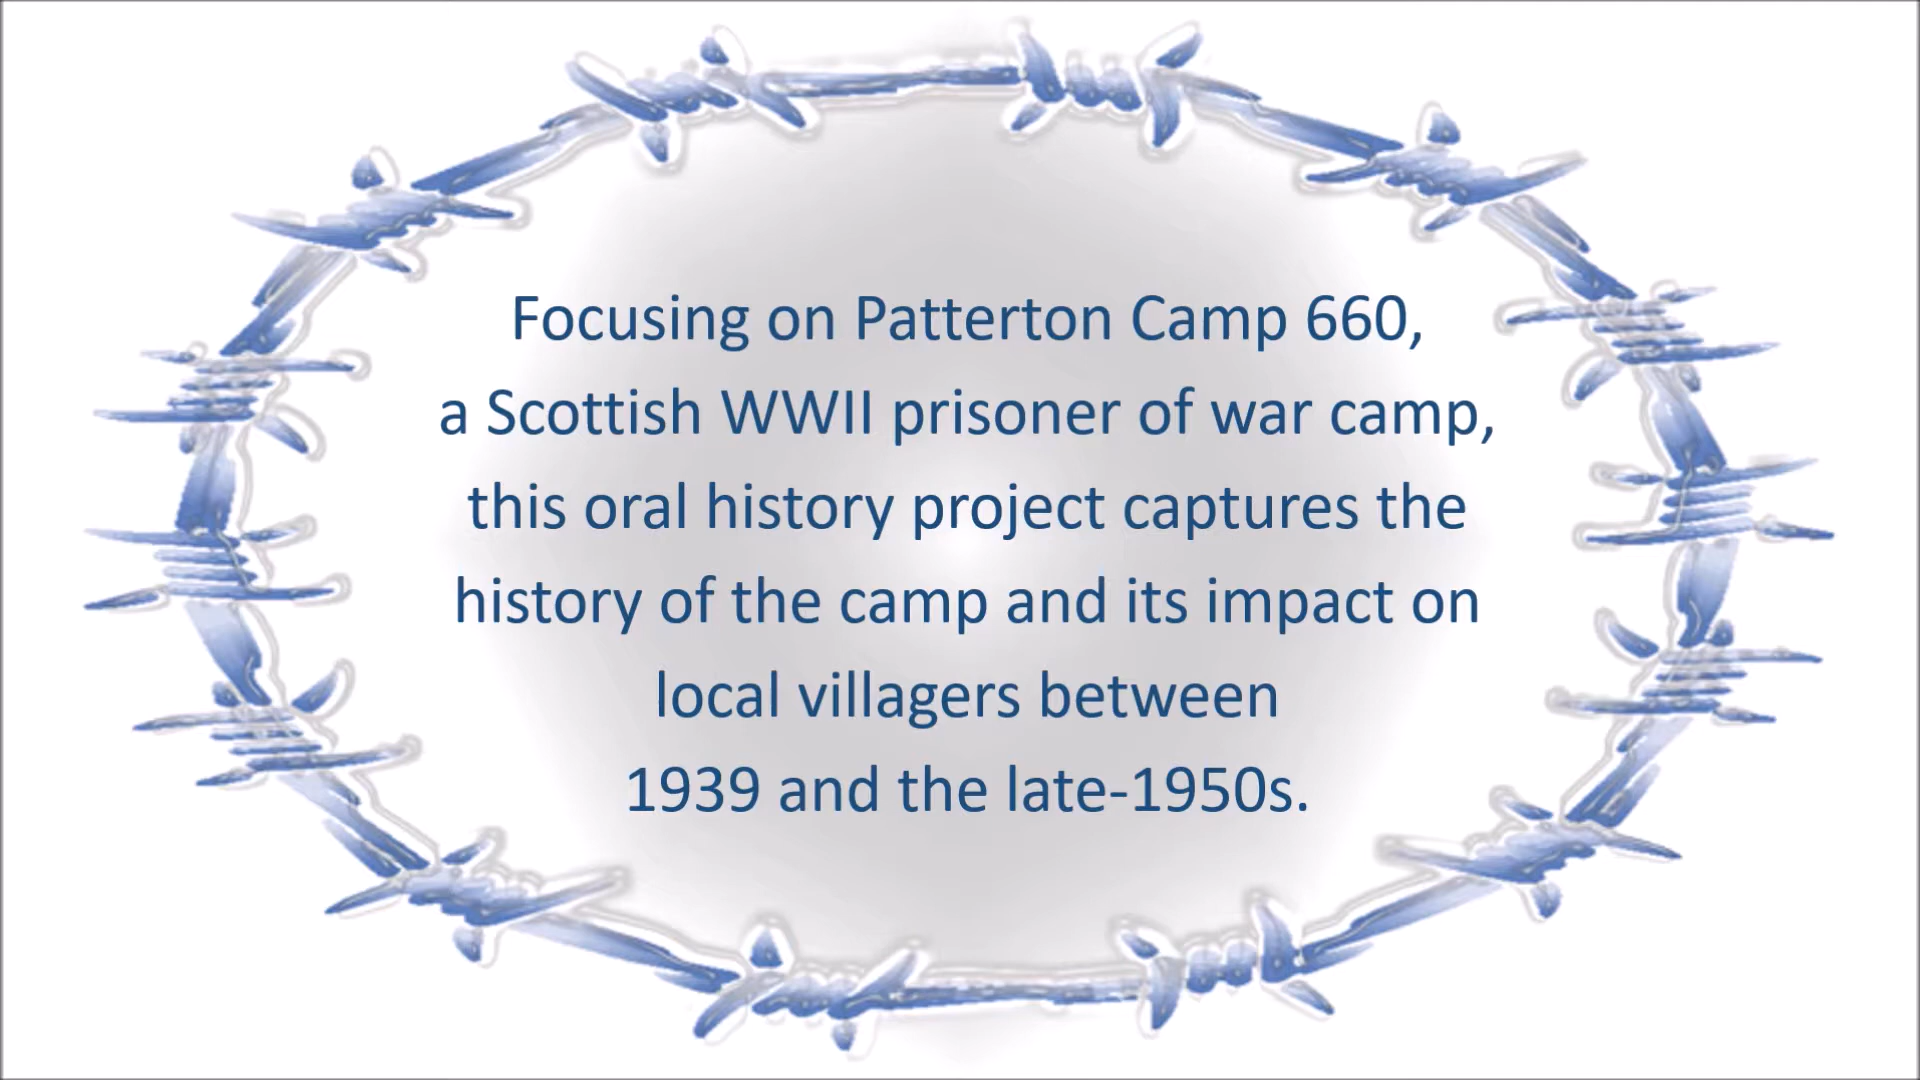 Focusing on Patterton Camp 660,
a Scottish WWII prisoner of war camp,
this oral history project captures the
history of the camp and its impact on
local villagers between
1939 and the late-1950s.